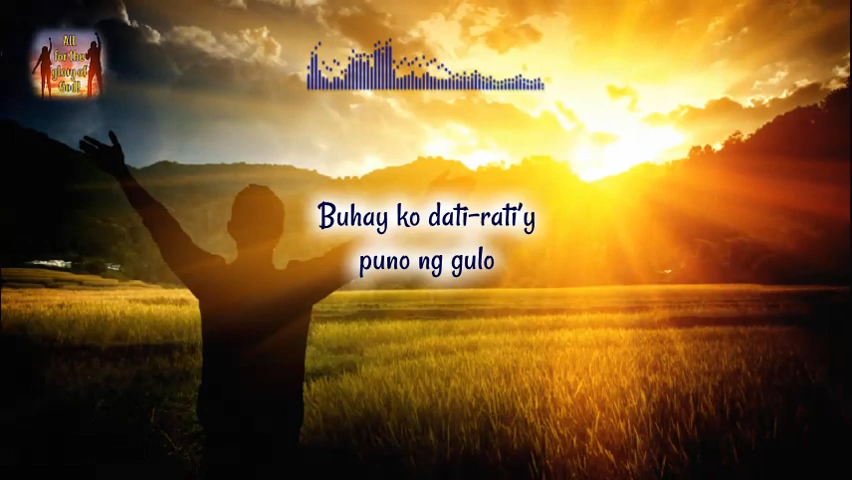 All
for the
glory of
God!
Buhay ko dati-rati'y
puno ng gulo